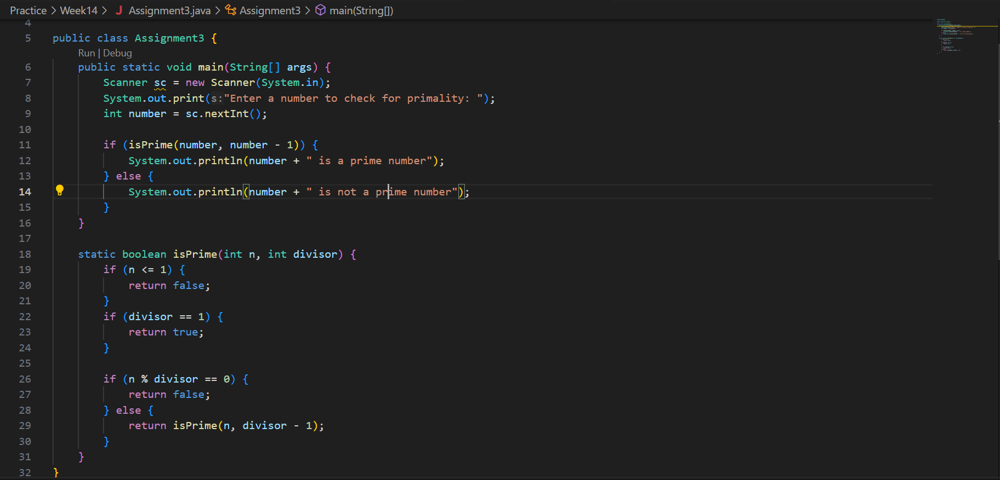 Practice > Week14 > J Assignment3.java > Assignment3 > main(String[])
4
5 public class Assignment3 {
Run | Debug
6 public static void main(String[] args) {
7 Scanner sc = new Scanner(System.in);
8 System.out.print(s:"Enter a number to check for primality: ");
9 int number = sc.nextInt();
10
11 if (isPrime(number, number - 1)) {
12 System.out.println(number + " is a prime number");
13 } else {
14 System.out.println(number + " is not a prime number");
15 }
16 }
17
18 static boolean isPrime(int n, int divisor) {
19 if (n <= 1) {
20 return false;
21 }
22 if (divisor == 1) {
23 return true;
24 }
25
26 if (n % divisor == 0) {
27 return false;
28 } else {
29 return isPrime(n, divisor - 1);
30 }
31 }
32 }